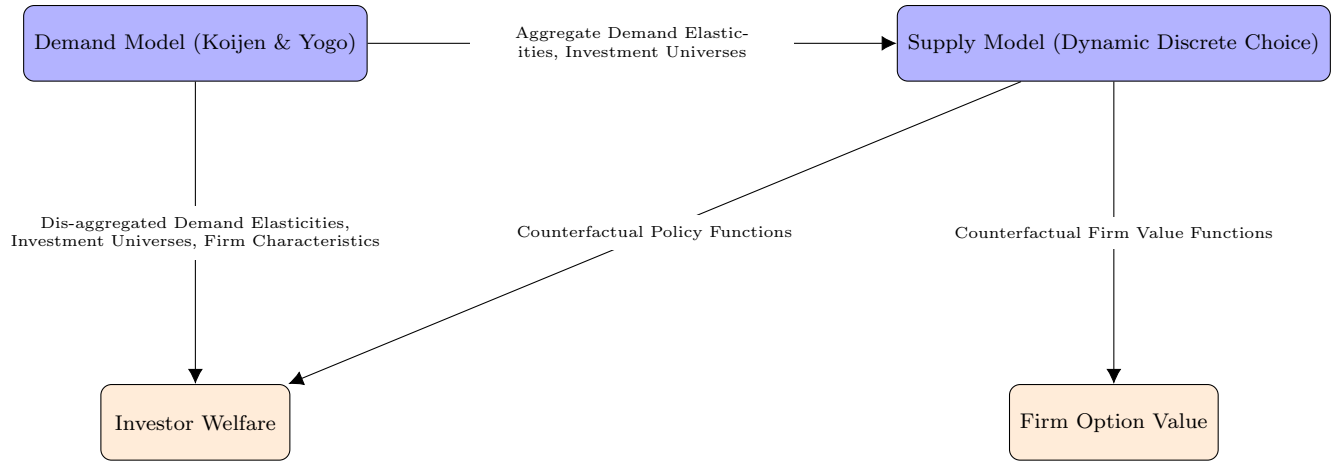 Demand Model (Koijen & Yogo)
Aggregate Demand Elastic-
ities, Investment Universes
Supply Model (Dynamic Discrete Choice)
Dis-aggregated Demand Elasticities,
Investment Universes, Firm Characteristics
Counterfactual Policy Functions
Counterfactual Firm Value Functions
Investor Welfare
Firm Option Value